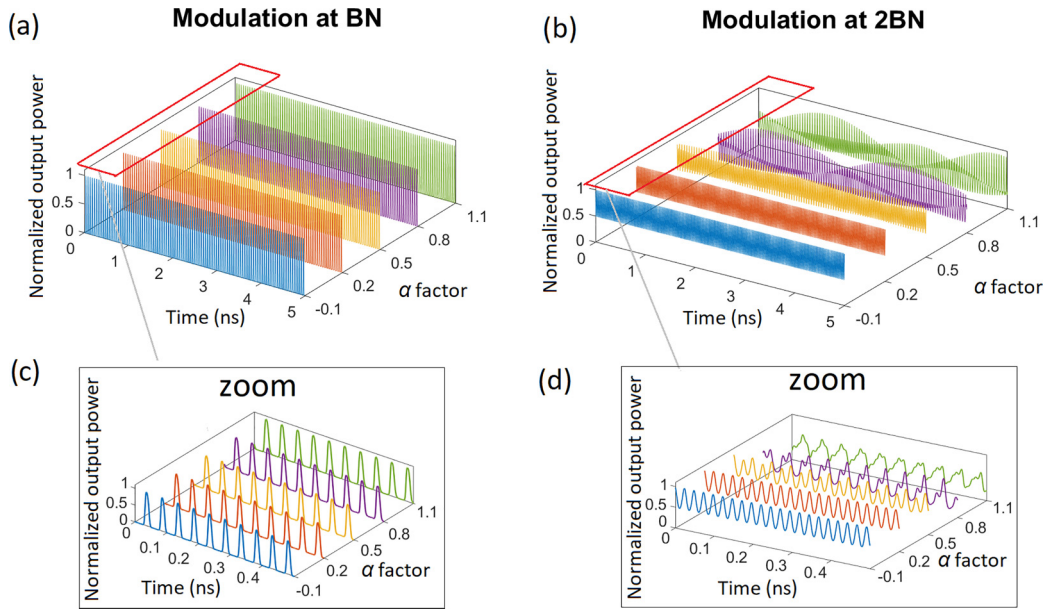 (a)
Modulation at BN
Normalized output power
1
0.5
0
0
1
2
3
4
5
Time (ns)
-0.1
0.2
0.5
0.8
1.1
α factor
(b)
Modulation at 2BN
Normalized output power
1
0.5
0
0
1
2
3
4
5
Time (ns)
-0.1
0.2
0.5
0.8
1.1
α factor
(c)
zoom
Normalized output power
1
0.5
0
0
0.1
0.2
0.3
0.4
Time (ns)
-0.1
0.2
0.5
0.8
1.1
α factor
(d)
zoom
Normalized output power
1
0.5
0
0
0.1
0.2
0.3
0.4
Time (ns)
-0.1
0.2
0.5
0.8
1.1
α factor